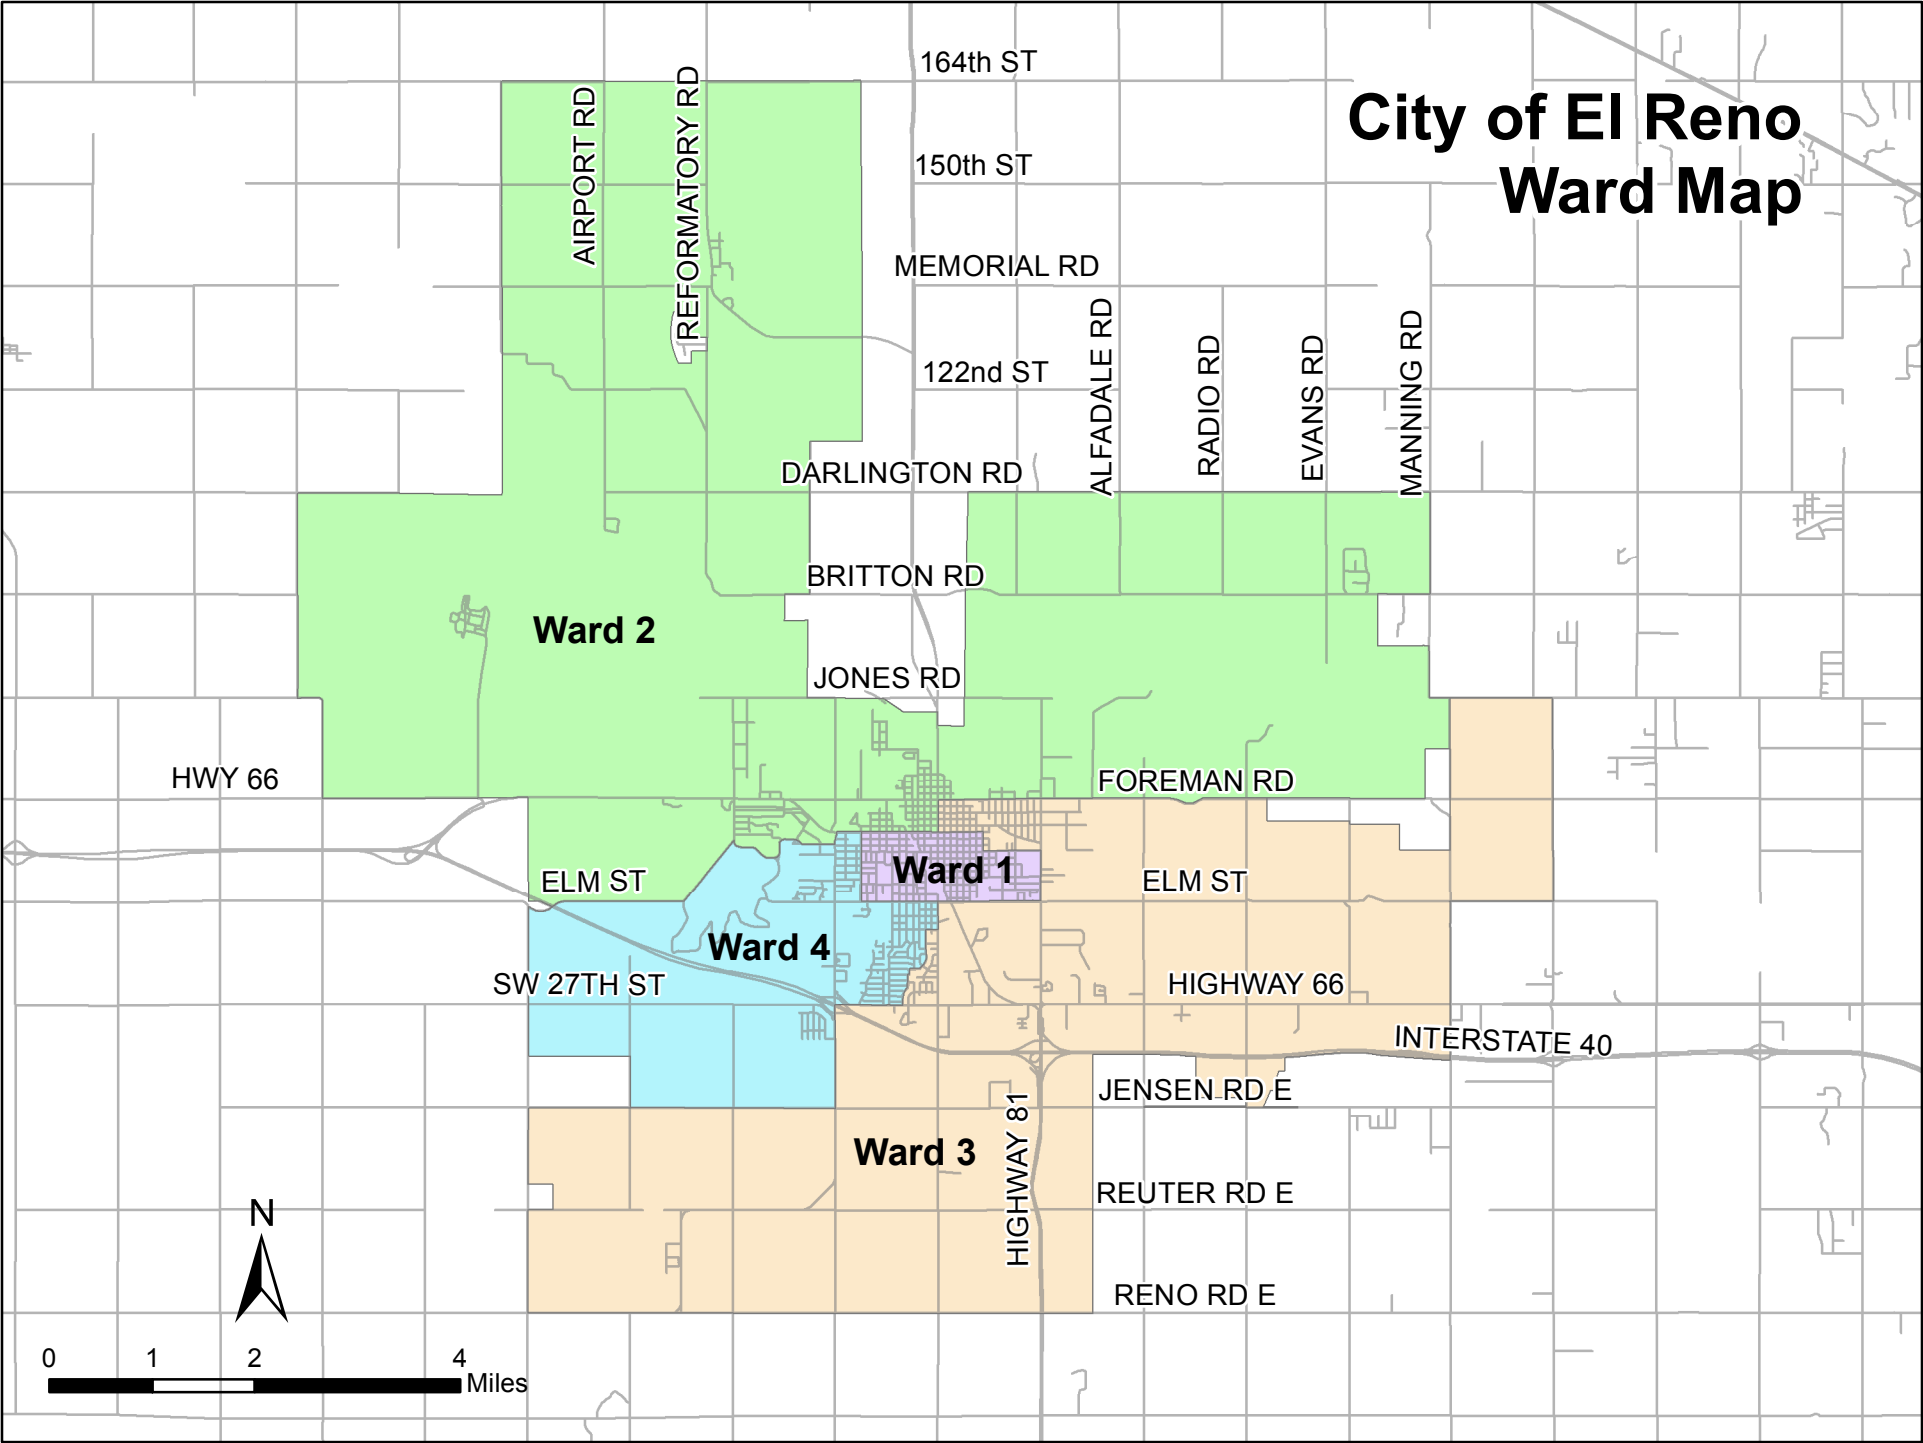 164th ST
City of El Reno
Ward Map
AIRPORT RD
REFORMATORY RD
150th ST
MEMORIAL RD
122nd ST
ALFADALE RD
RADIO RD
EVANS RD
MANNING RD
DARLINGTON RD
BRITTON RD
Ward 2
JONES RD
HWY 66
FOREMAN RD
Ward 1
ELM ST
ELM ST
Ward 4
SW 27TH ST
HIGHWAY 66
INTERSTATE 40
JENSEN RD E
HIGHWAY 81
Ward 3
REUTER RD E
N
RENO RD E
0 1 2 4
Miles